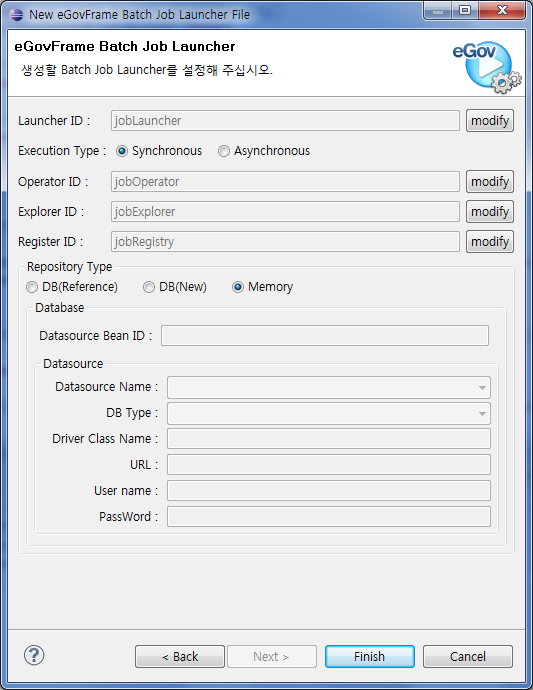 New eGovFrame Batch Job Launcher File
eGovFrame Batch Job Launcher
생성할 Batch Job Launcher를 설정해 주십시오.
eGov
Launcher ID : jobLauncher modify
Execution Type : Synchronous Asynchronous
Operator ID : jobOperator modify
Explorer ID : jobExplorer modify
Register ID : jobRegistry modify
Repository Type
DB(Reference) DB(New) Memory
Database
Datasource Bean ID :
Datasource
Datasource Name :
DB Type :
Driver Class Name :
URL :
User name :
PassWord :
? < Back Next > Finish Cancel